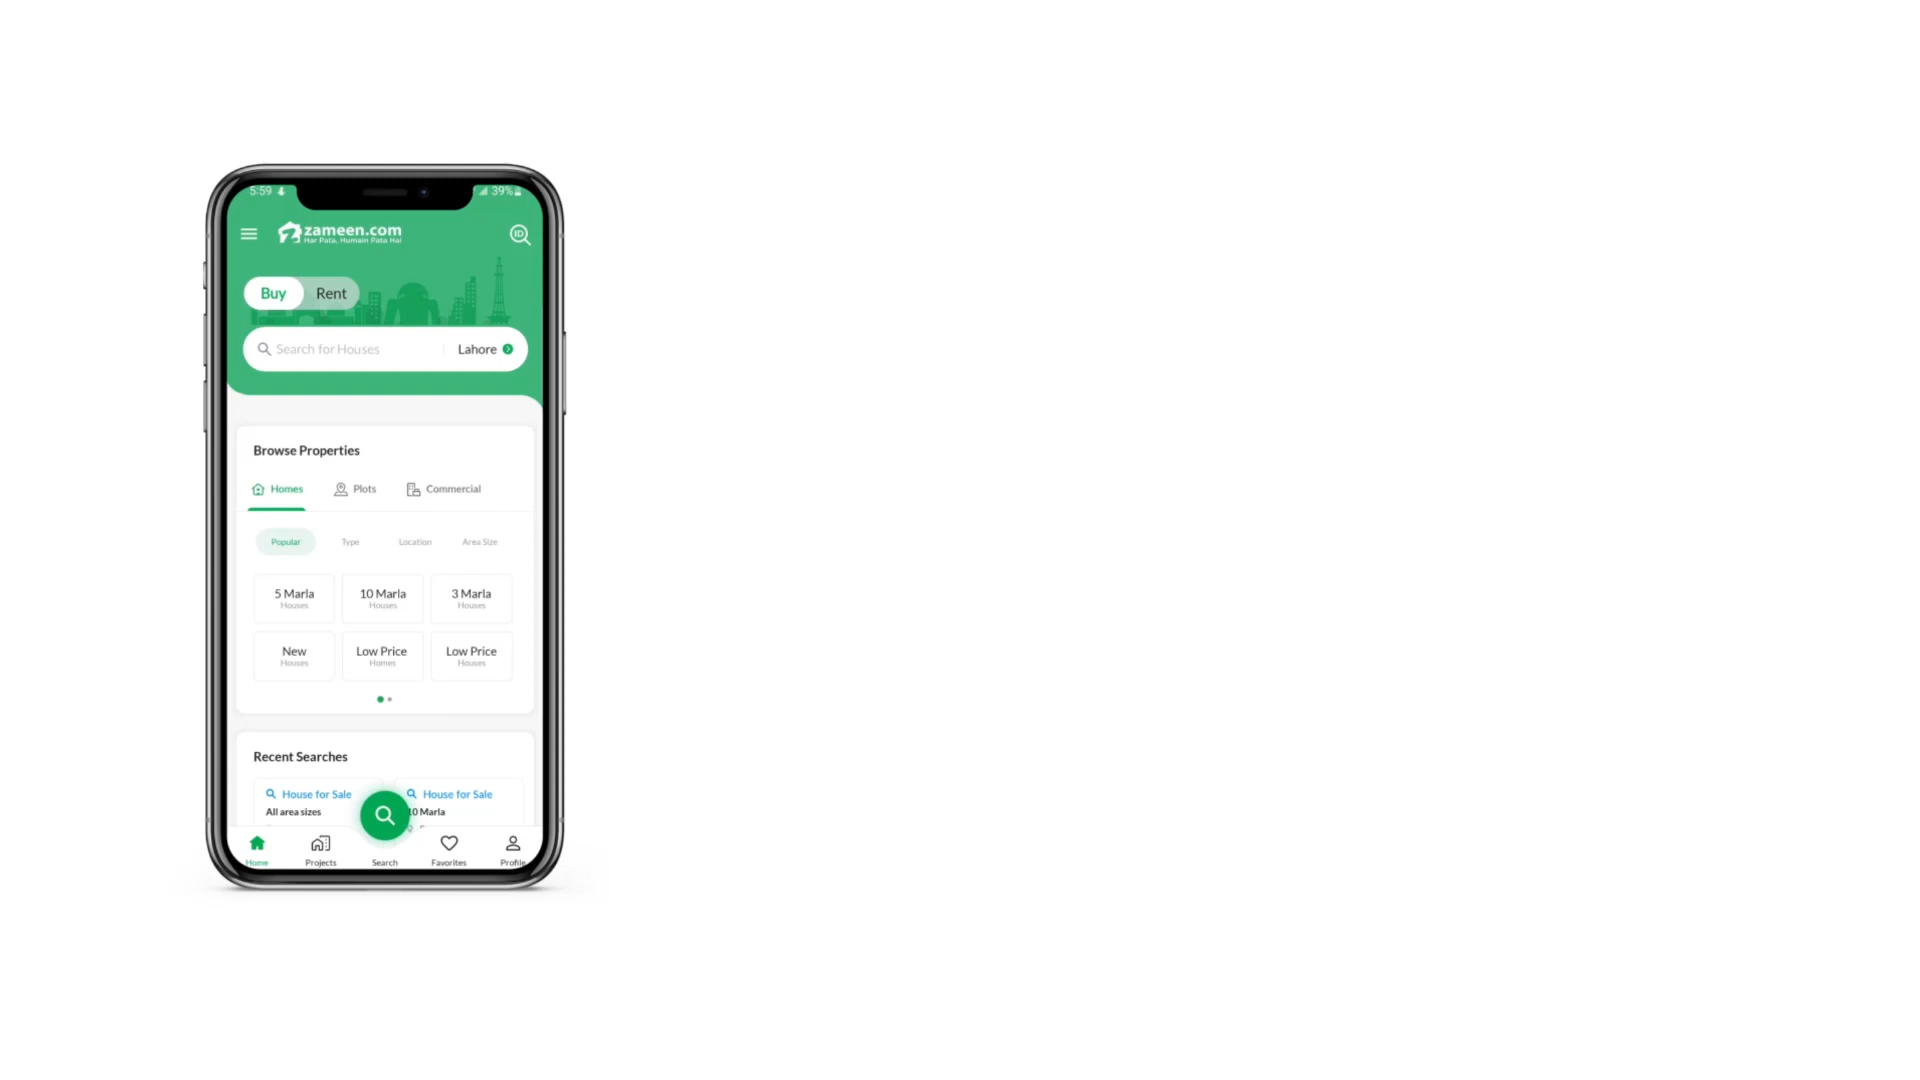 5:59
39%
zameen.com
Har Pata, Humain Pata Hai
ID
Buy Rent
Search for Houses Lahore
Browse Properties
Homes Plots Commercial
Popular Type Location Area Size
5 Marla 10 Marla 3 Marla
Houses Houses Houses
New Low Price Low Price
Houses Homes Houses
Recent Searches
House for Sale House for Sale
All area sizes 10 Marla
Home Projects Search Favorites Profile